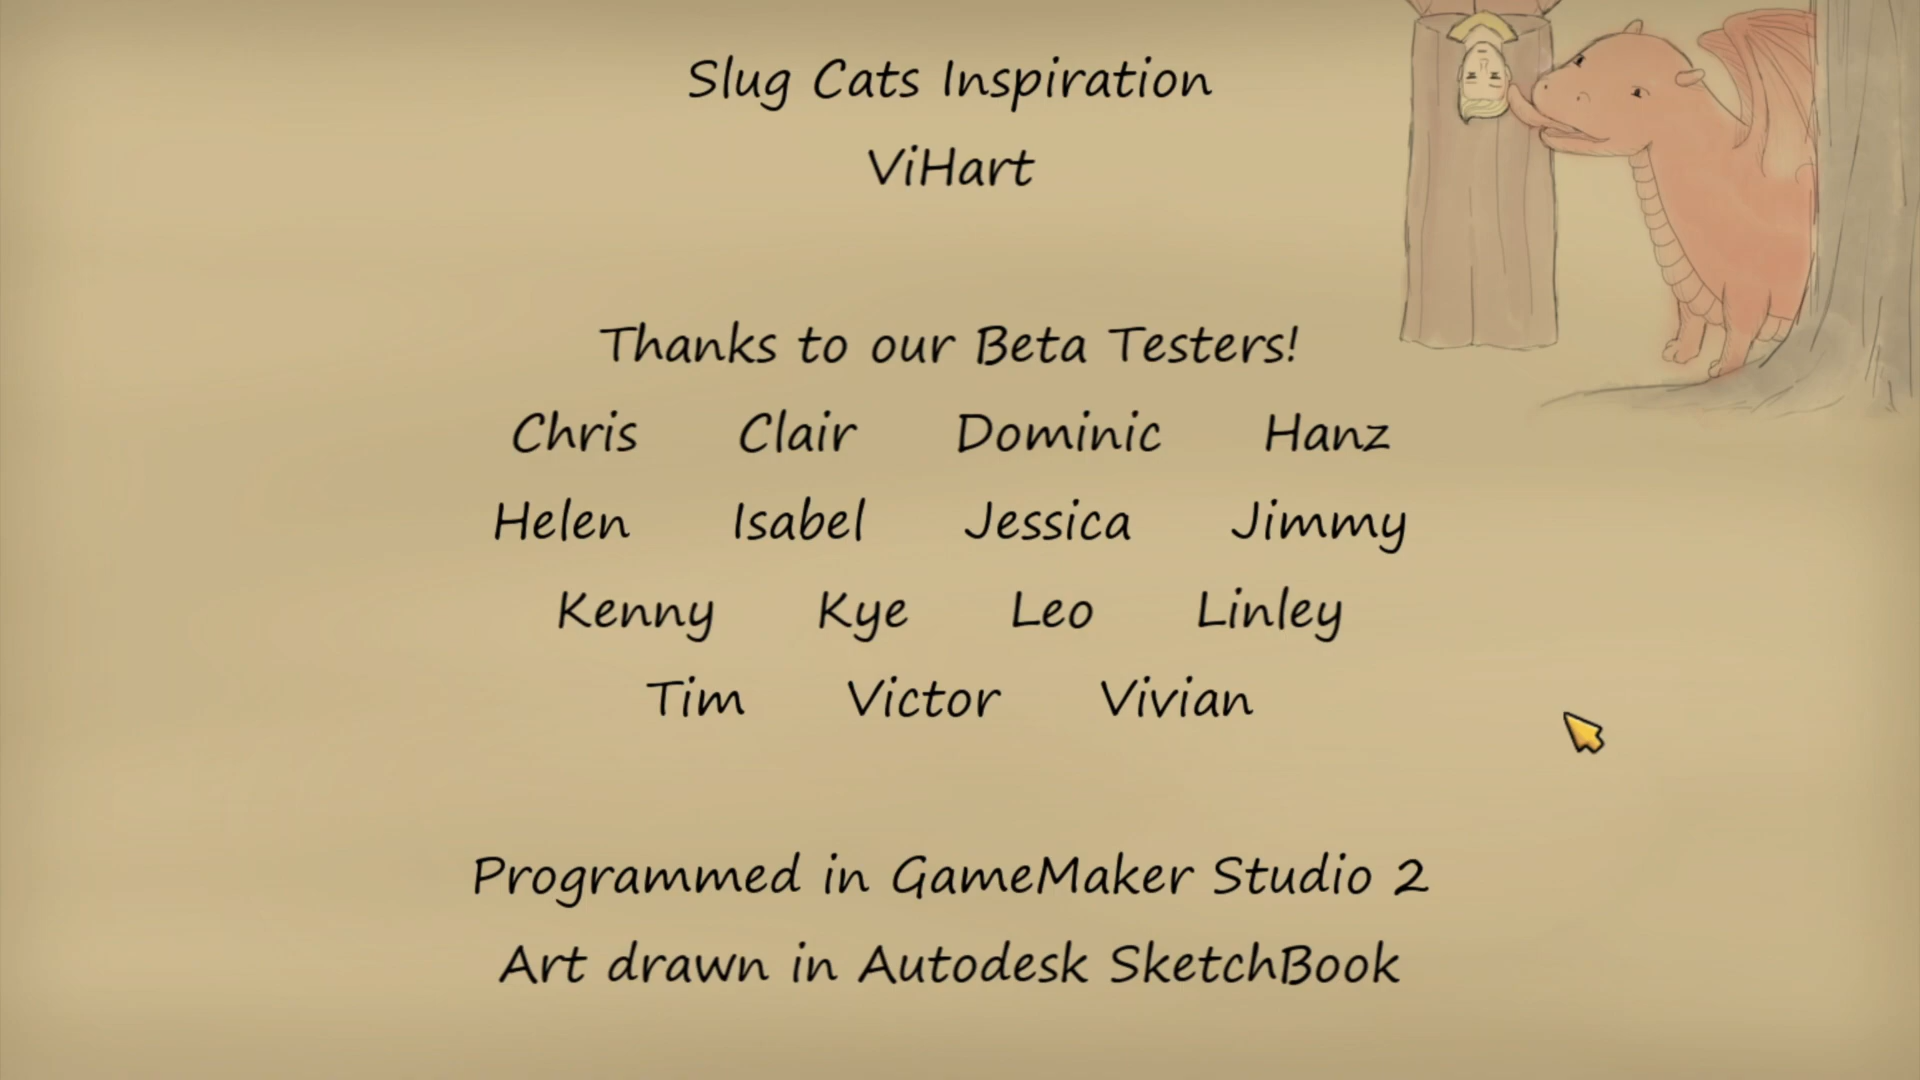 Slug Cats Inspiration
ViHart
Thanks to our Beta Testers!
Chris Clair Dominic Hanz
Helen Isabel Jessica Jimmy
Kenny Kye Leo Linley
Tim Victor Vivian
Programmed in GameMaker Studio 2
Art drawn in Autodesk SketchBook